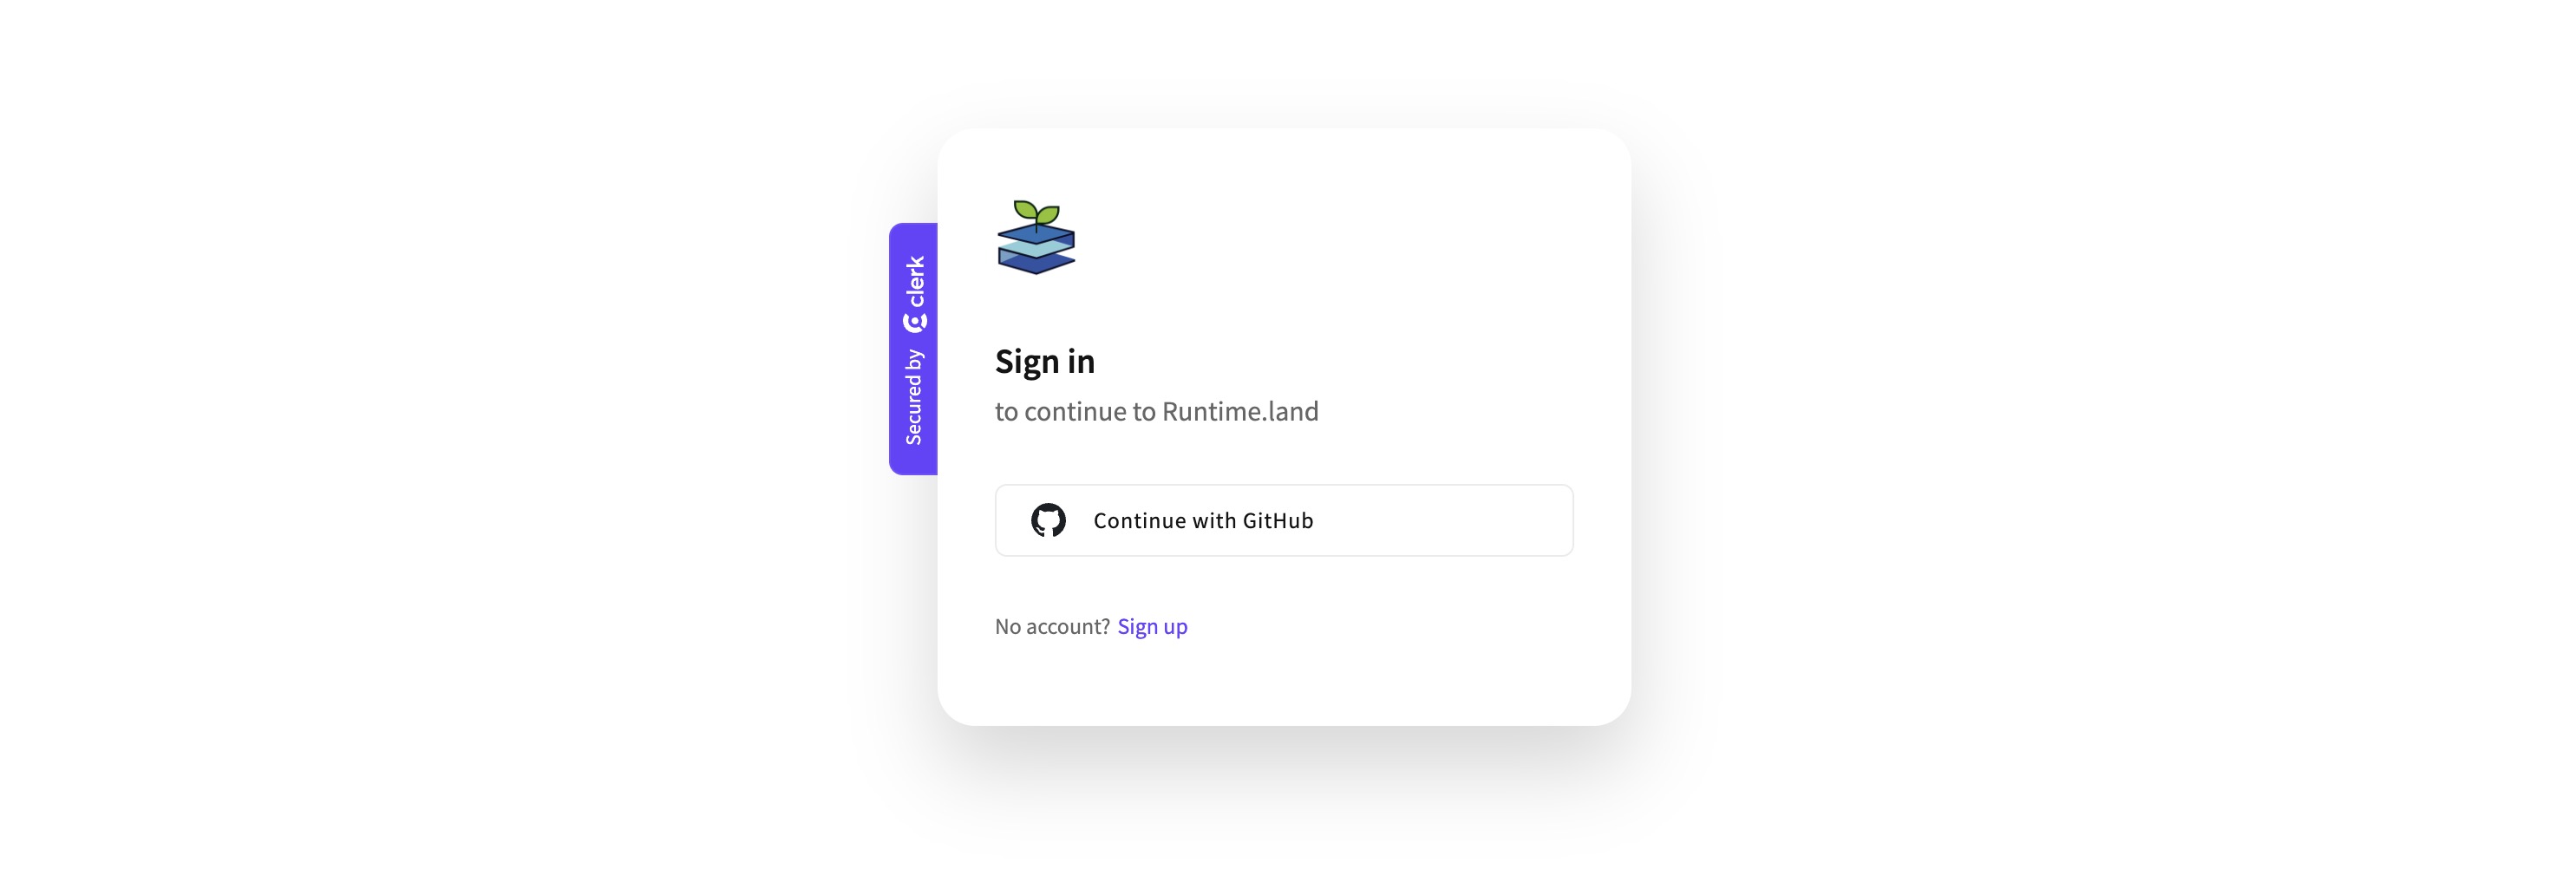 Secured by clerk
Sign in
to continue to Runtime.land
Continue with GitHub
No account? Sign up